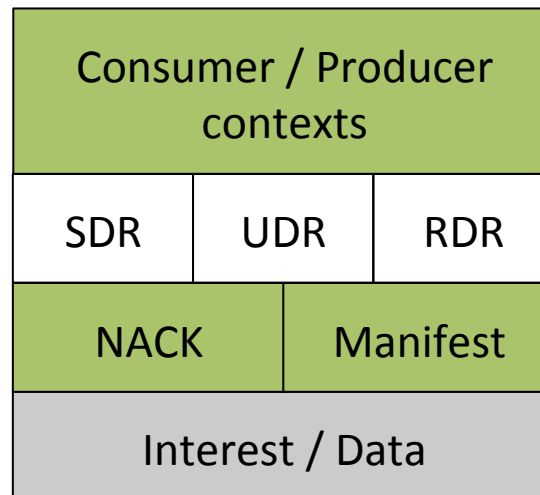 Consumer / Producer
contexts
SDR UDR RDR
NACK Manifest
Interest / Data